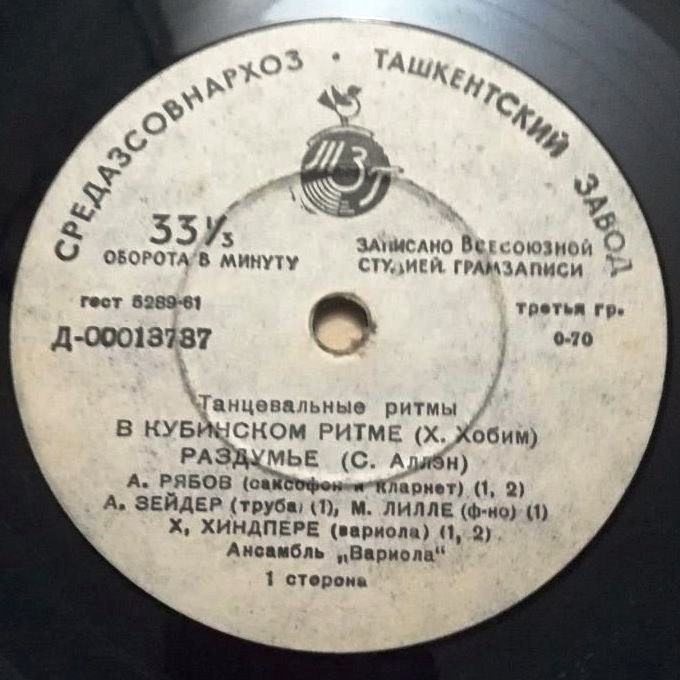 СРЕДАЗСОВНАРХОЗ • ТАШКЕНТСКИЙ ЗАВОД
ТЗГ
33⅓
ОБОРОТА В МИНУТУ
ЗАПИСАНО ВСЕСОЮЗНОЙ
СТУДИЕЙ ГРАМЗАПИСИ
гост 5289-61
третья гр.
Д-00013787
0-70
Танцевальные ритмы
В КУБИНСКОМ РИТМЕ (Х. Хобим)
РАЗДУМЬЕ (С. Аллэн)
А. РЯБОВ (саксофон и кларнет) (1, 2)
А. ЗЕЙДЕР (труба) (1), М. ЛИЛЛЕ (ф-но) (1)
Х, ХИНДПЕРЕ (вариола) (1, 2)
Ансамбль „Вариола"
1 сторона